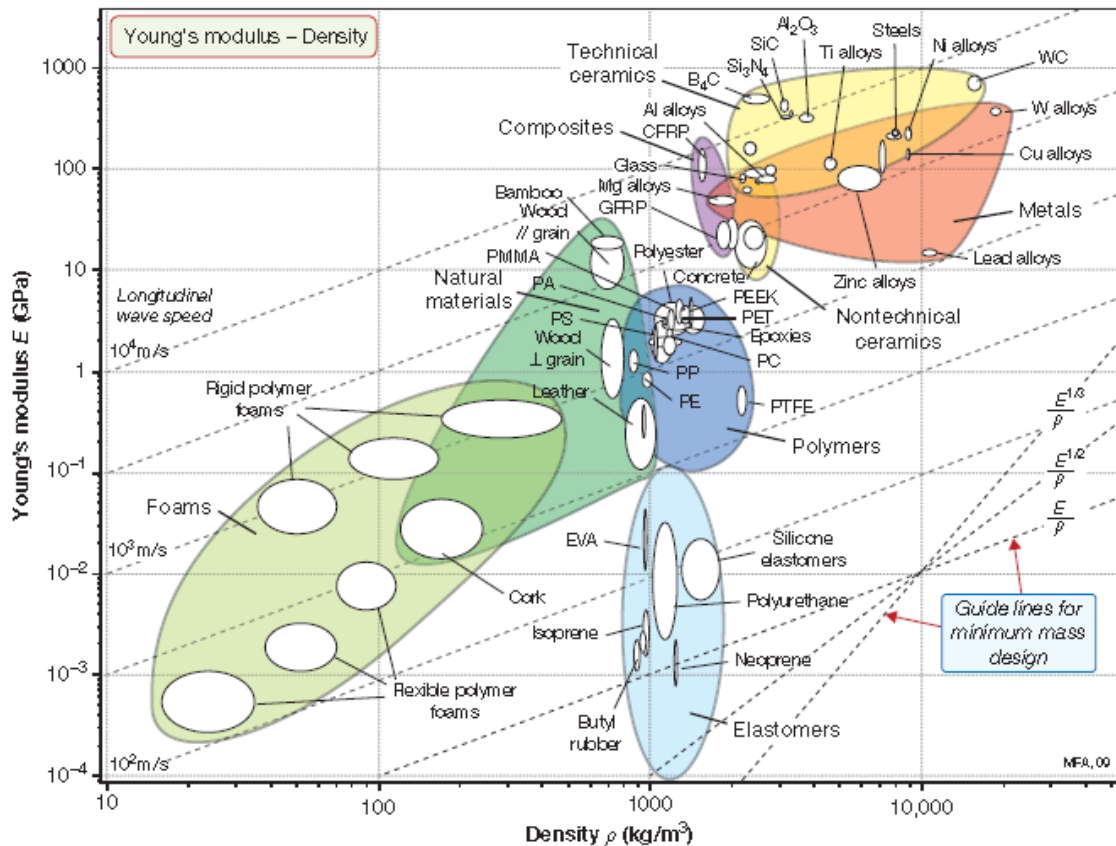 Young's modulus – Density
Young's modulus E (GPa)
1000
100
10
1
10⁻¹
10⁻²
10⁻³
10⁻⁴
10
100
1000
10,000
Density ρ (kg/m³)
Technical
ceramics
B₄C
Si₃N₄
SiC
Al₂O₃
Ti alloys
Steels
Ni alloys
WC
W alloys
Cu alloys
Metals
Lead alloys
Zinc alloys
Nontechnical
ceramics
Composites
Al alloys
CFRP
Glass
Mg alloys
GFRP
Bamboo
Wood
// grain
Polyester
PMMA
Concrete
Natural
materials
PA
PEEK
PET
PS
Epoxies
Wood
⊥ grain
PC
PP
Leather
PE
PTFE
Polymers
Longitudinal
wave speed
10⁴m/s
10³m/s
10²m/s
Rigid polymer
foams
Foams
Cork
Flexible polymer
foams
EVA
Silicone
elastomers
Polyurethane
Isoprene
Neoprene
Butyl
rubber
Elastomers
E¹ᐟ³
ρ
E¹ᐟ²
ρ
E
ρ
Guide lines for
minimum mass
design
MFA, 09